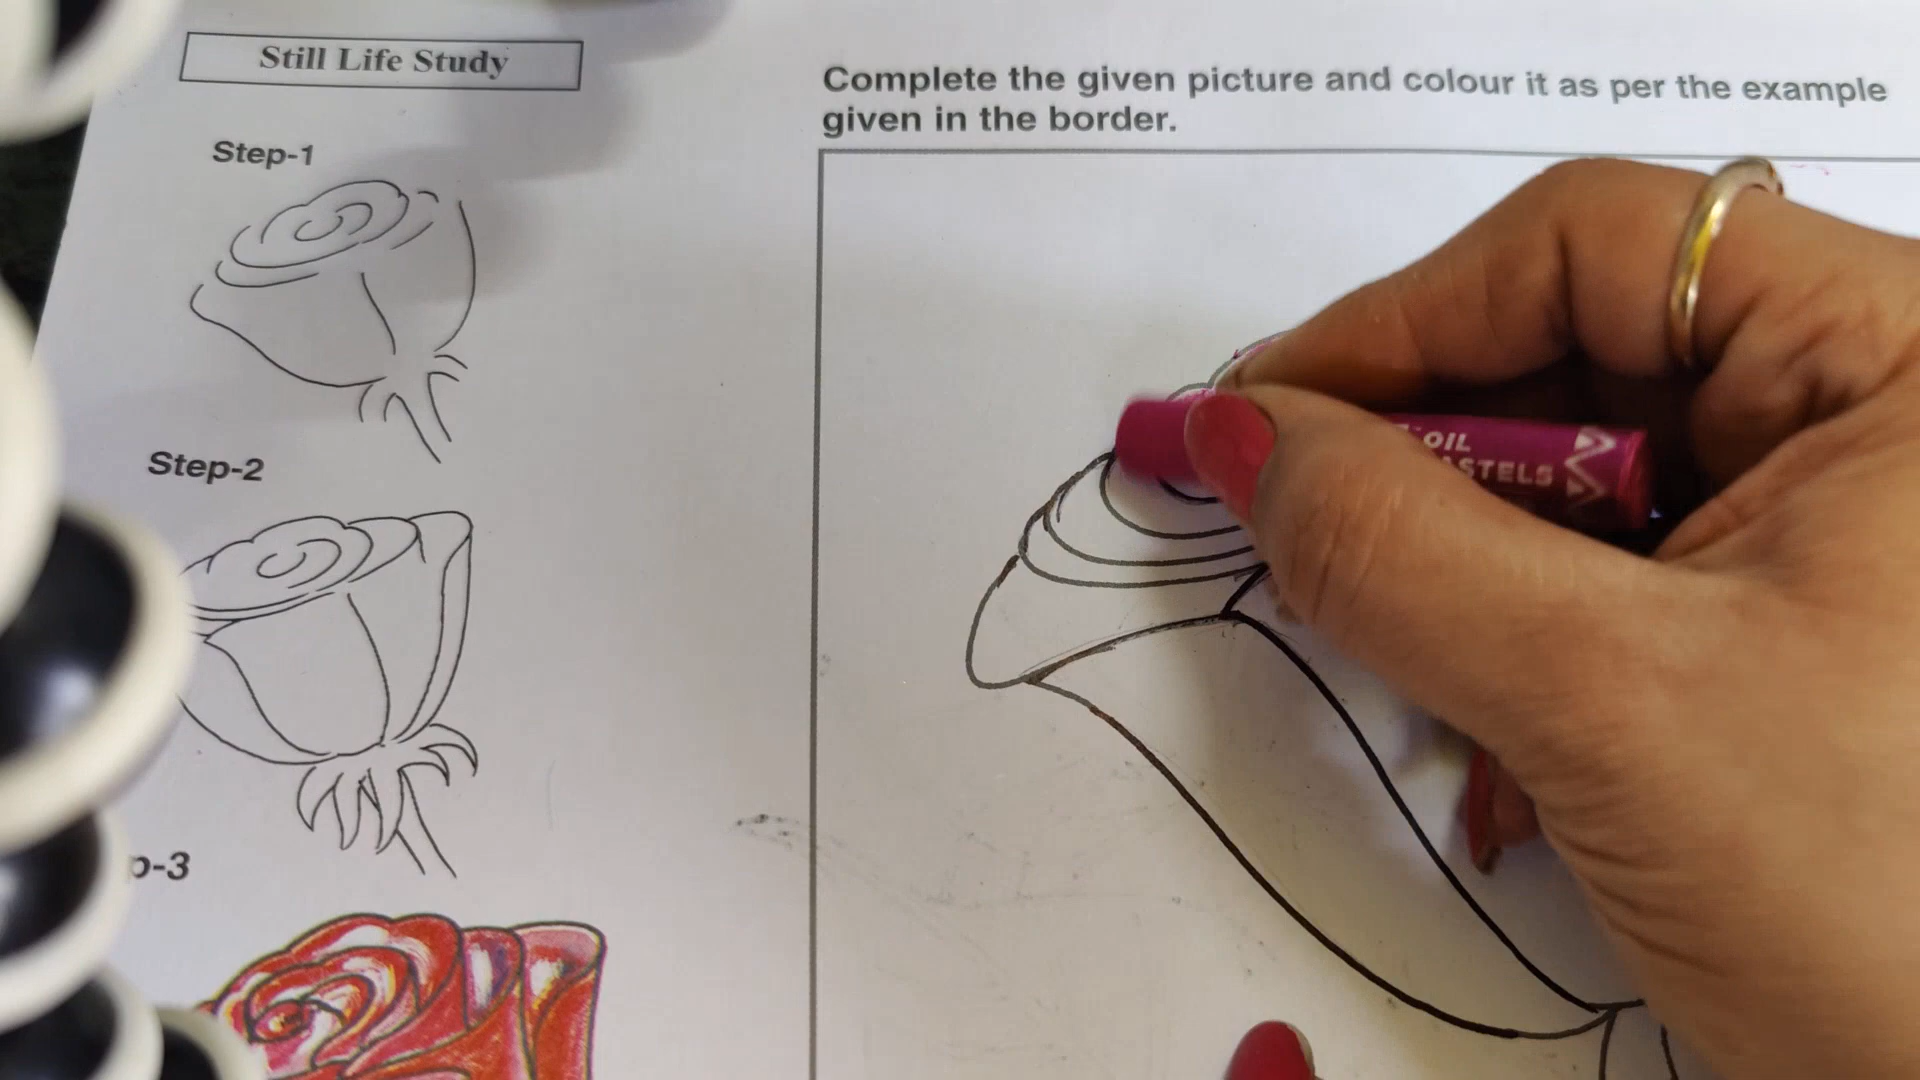 Still Life Study
Complete the given picture and colour it as per the example
given in the border.
Step-1
Step-2
p-3
OIL
ASTELS